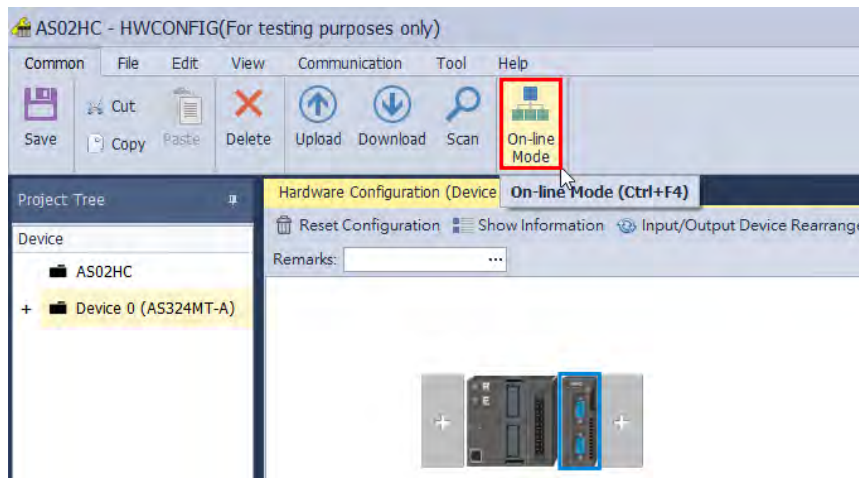 AS02HC - HWCONFIG(For testing purposes only)
Common File Edit View Communication Tool Help
Save Cut Copy Paste Delete Upload Download Scan On-line Mode
Project Tree
Hardware Configuration (Device
On-line Mode (Ctrl+F4)
Reset Configuration Show Information Input/Output Device Rearrange
Device
Remarks: ...
AS02HC
+ Device 0 (AS324MT-A)
+ R E +